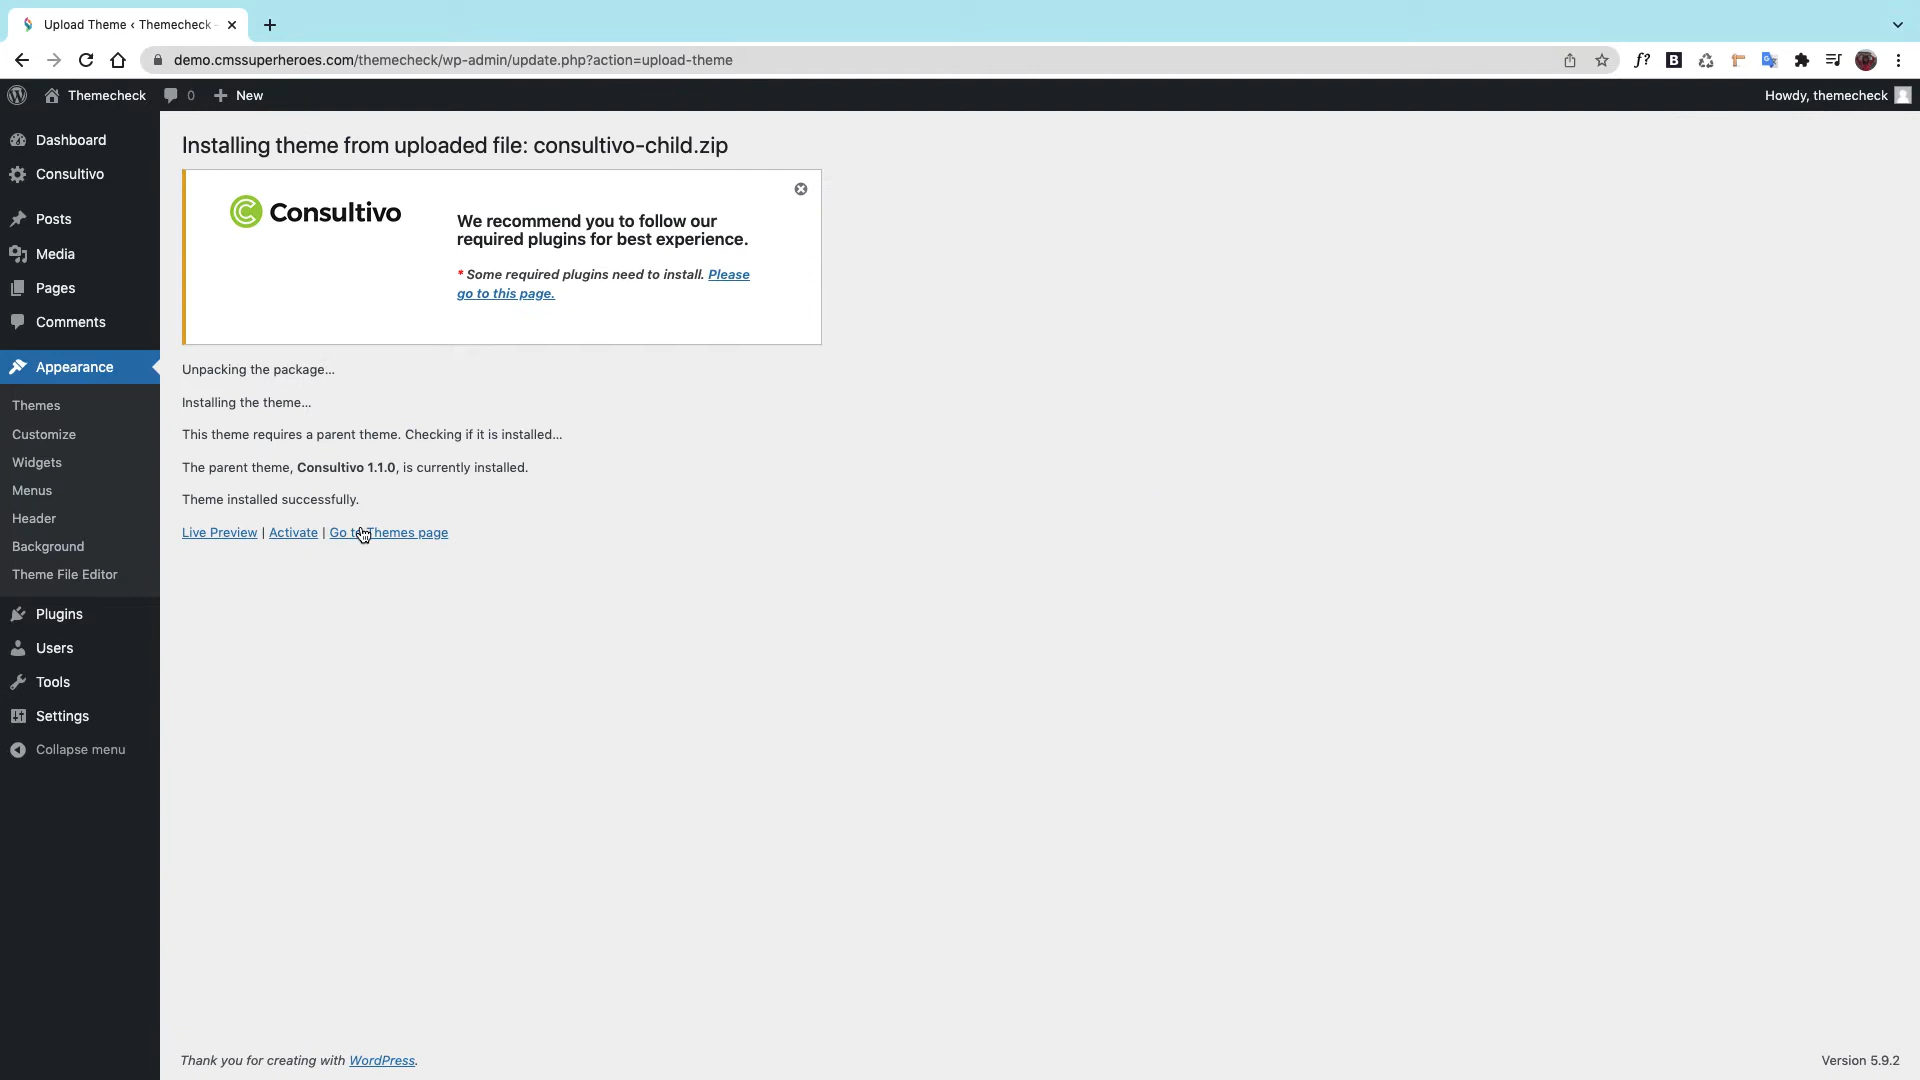 Upload Theme ‹ Themecheck
demo.cmssuperheroes.com/themecheck/wp-admin/update.php?action=upload-theme
f?
B
Themecheck
0
New
Howdy, themecheck
Dashboard
Consultivo
Posts
Media
Pages
Comments
Appearance
Themes
Customize
Widgets
Menus
Header
Background
Theme File Editor
Plugins
Users
Tools
Settings
Collapse menu
Installing theme from uploaded file: consultivo-child.zip
Consultivo
We recommend you to follow our
required plugins for best experience.
* Some required plugins need to install. Please
go to this page.
Unpacking the package…
Installing the theme…
This theme requires a parent theme. Checking if it is installed…
The parent theme, Consultivo 1.1.0, is currently installed.
Theme installed successfully.
Live Preview | Activate | Go to Themes page
Thank you for creating with WordPress.
Version 5.9.2